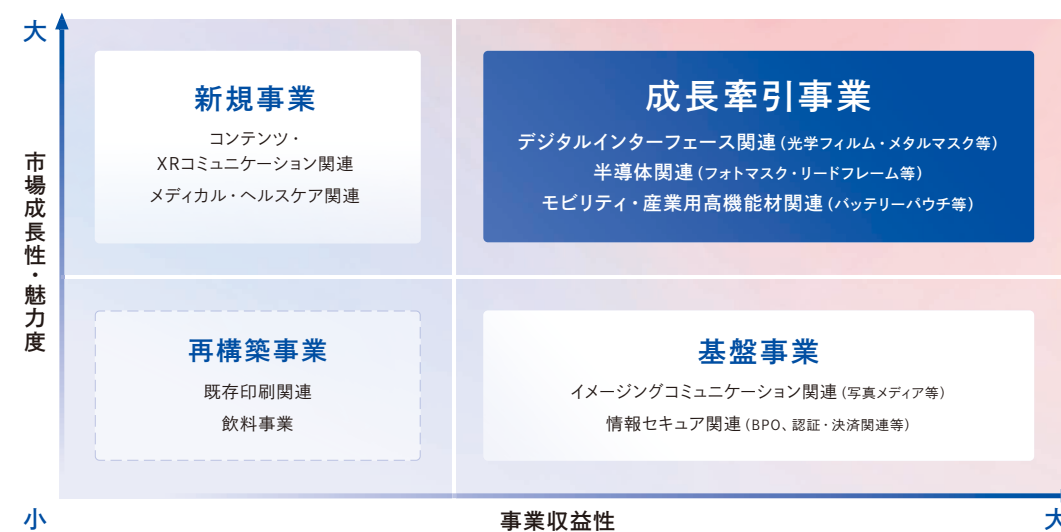 大
市場成長性・魅力度
新規事業
コンテンツ・
XRコミュニケーション関連
メディカル・ヘルスケア関連
成長牽引事業
デジタルインターフェース関連(光学フィルム・メタルマスク等)
半導体関連(フォトマスク・リードフレーム等)
モビリティ・産業用高機能材関連(バッテリーパウチ等)
再構築事業
既存印刷関連
飲料事業
基盤事業
イメージングコミュニケーション関連(写真メディア等)
情報セキュア関連(BPO、認証・決済関連等)
小
事業収益性
大